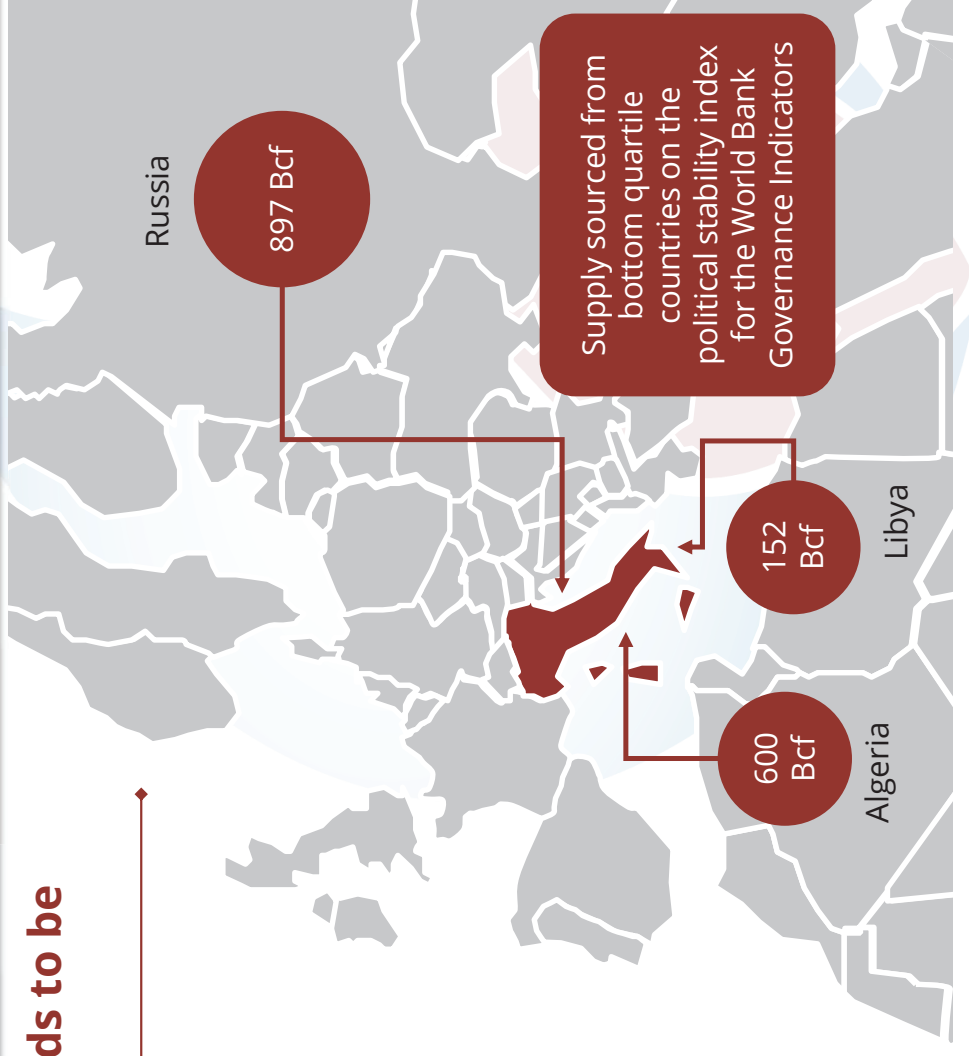 ds to be
Russia
897 Bcf
Supply sourced from
bottom quartile
countries on the
political stability index
for the World Bank
Governance Indicators
152
Bcf
Libya
600
Bcf
Algeria